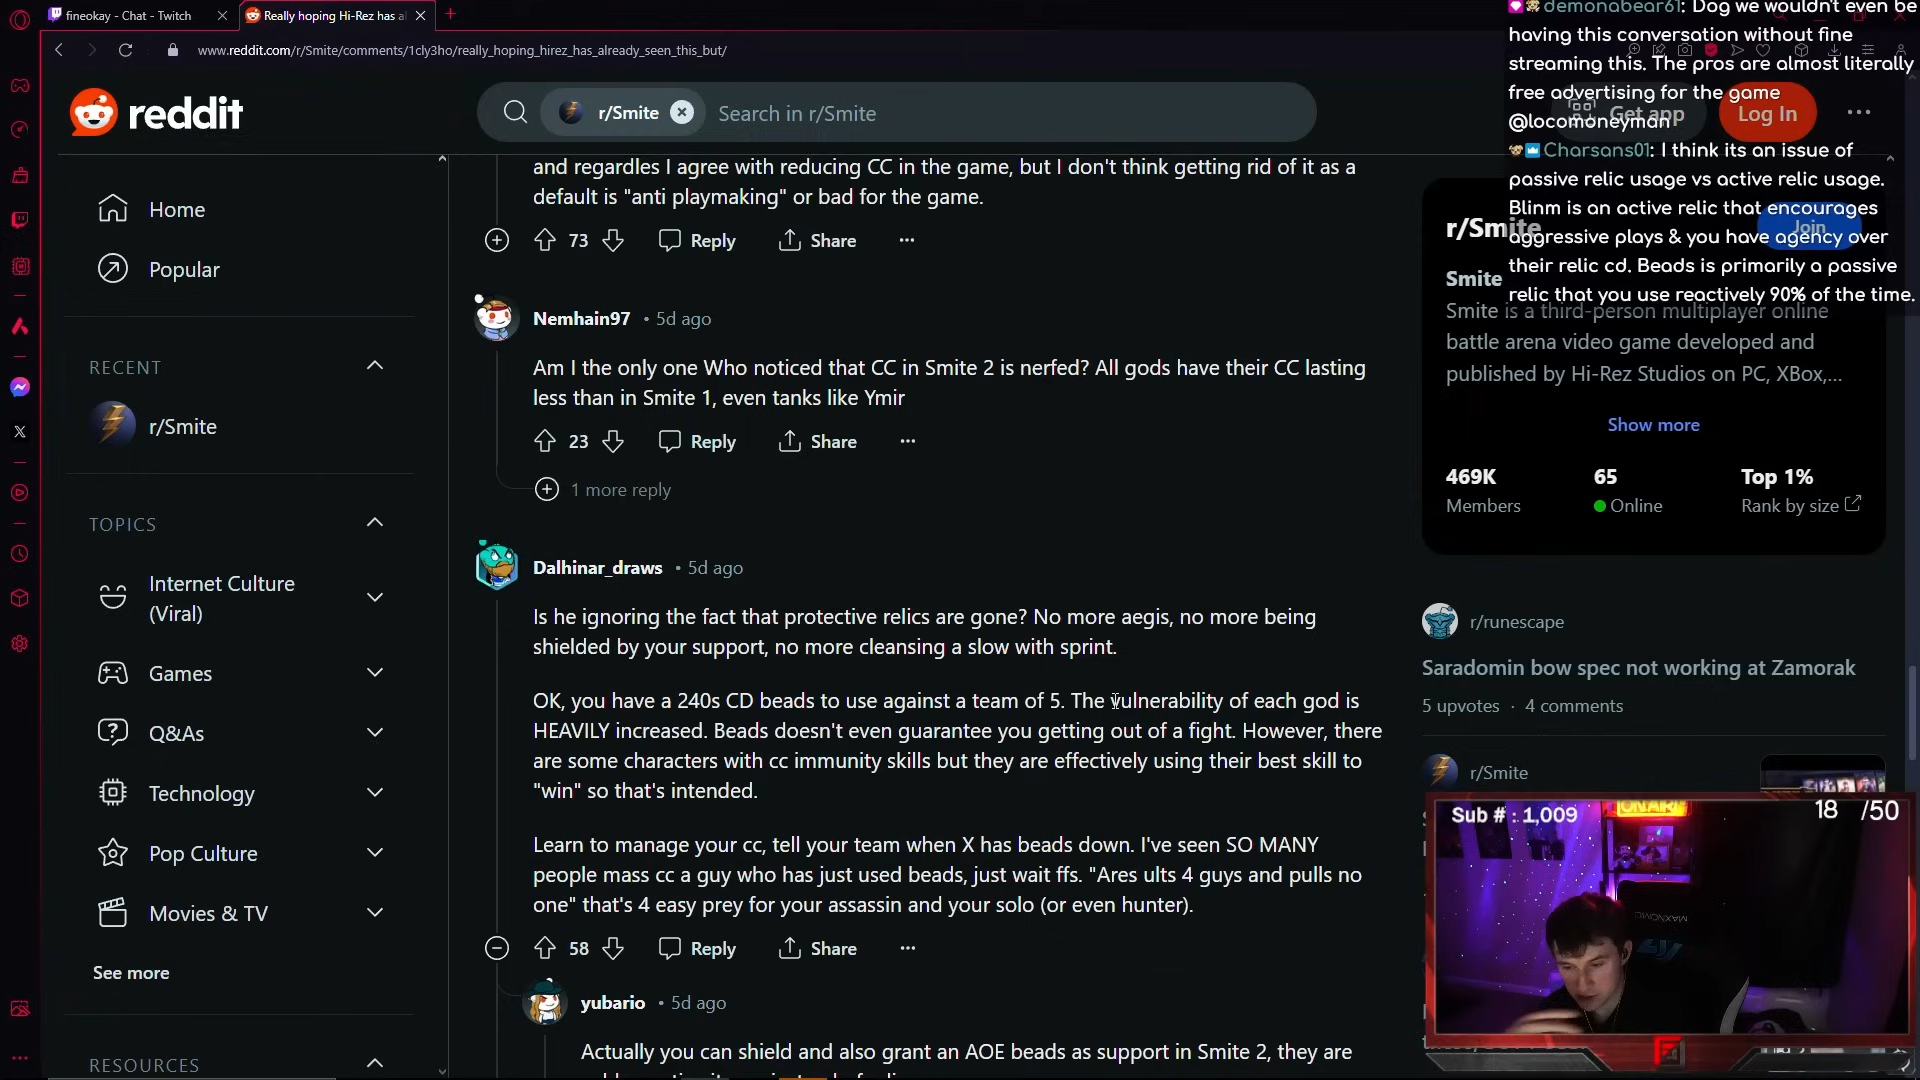 fineokay - Chat - Twitch
Really hoping Hi-Rez has a
www.reddit.com/r/Smite/comments/1cly3ho/really_hoping_hirez_has_already_seen_this_but/
demonabear61: Dog we wouldn't even be
having this conversation without fine
streaming this. The pros are almost literally
free advertising for the game
@locomoneyman
Charsans01: I think its an issue of
passive relic usage vs active relic usage.
Blinm is an active relic that encourages
aggressive plays & you have agency over
their relic cd. Beads is primarily a passive
relic that you use reactively 90% of the time.
reddit
r/Smite
Search in r/Smite
Get app
Log In
Home
Popular
RECENT
r/Smite
TOPICS
Internet Culture
(Viral)
Games
Q&As
Technology
Pop Culture
Movies & TV
See more
RESOURCES
and regardles I agree with reducing CC in the game, but I don't think getting rid of it as a
default is "anti playmaking" or bad for the game.
73
Reply
Share
Nemhain97 • 5d ago
Am I the only one Who noticed that CC in Smite 2 is nerfed? All gods have their CC lasting
less than in Smite 1, even tanks like Ymir
23
Reply
Share
1 more reply
Dalhinar_draws • 5d ago
Is he ignoring the fact that protective relics are gone? No more aegis, no more being
shielded by your support, no more cleansing a slow with sprint.
OK, you have a 240s CD beads to use against a team of 5. The vulnerability of each god is
HEAVILY increased. Beads doesn't even guarantee you getting out of a fight. However, there
are some characters with cc immunity skills but they are effectively using their best skill to
"win" so that's intended.
Learn to manage your cc, tell your team when X has beads down. I've seen SO MANY
people mass cc a guy who has just used beads, just wait ffs. "Ares ults 4 guys and pulls no
one" that's 4 easy prey for your assassin and your solo (or even hunter).
58
Reply
Share
yubario • 5d ago
Actually you can shield and also grant an AOE beads as support in Smite 2, they are
r/Smite
Join
Smite
Smite is a third-person multiplayer online
battle arena video game developed and
published by Hi-Rez Studios on PC, XBox,...
Show more
469K
Members
65
Online
Top 1%
Rank by size
r/runescape
Saradomin bow spec not working at Zamorak
5 upvotes · 4 comments
r/Smite
Sub # : 1,009
18 /50
MAXNOMIC